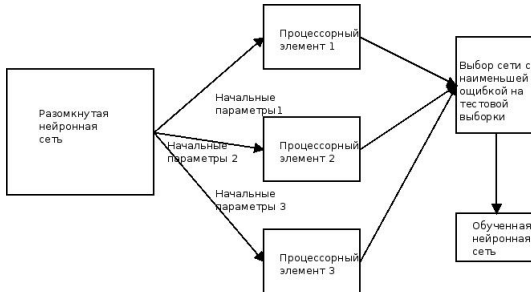 Разомкнутая
нейронная
сеть
Начальные
параметры1
Начальные
параметры 2
Начальные
параметры 3
Процессорный
элемент 1
Процессорный
элемент 2
Процессорный
элемент 3
Выбор сети с
наименьшей
ощибкой на
тестовой
выборки
Обученная
нейронная
сеть